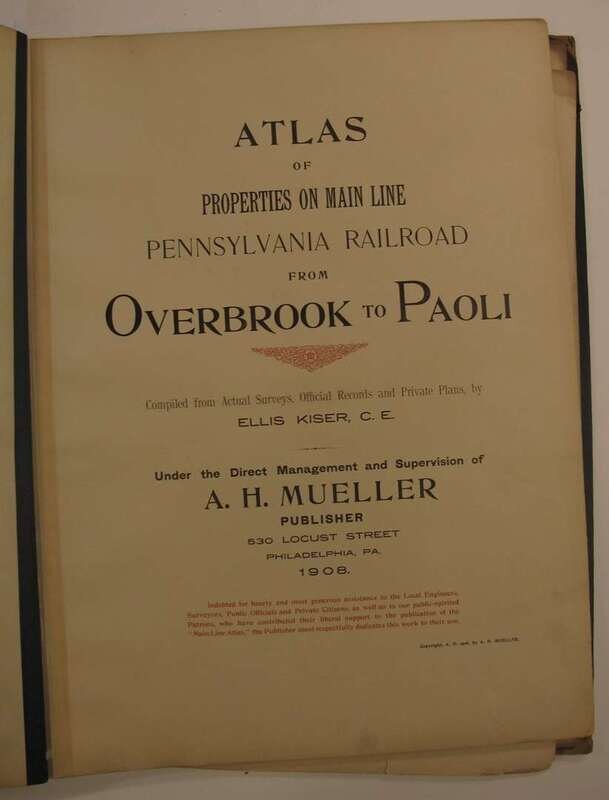 ATLAS
OF
PROPERTIES ON MAIN LINE
PENNSYLVANIA RAILROAD
FROM
OVERBROOK TO PAOLI
Compiled from Actual Surveys, Official Records and Private Plans, by
ELLIS KISER, C. E.
Under the Direct Management and Supervision of
A. H. MUELLER
PUBLISHER
530 LOCUST STREET
PHILADELPHIA, PA.
1908.
Indebted for hearty and most generous assistance to the Local Engineers,
Surveyors, Public Officials and Private Citizens, as well as to our public-spirited
Patrons, who have contributed their liberal support to the publication of the
"Main Line Atlas," the Publisher most respectfully dedicates this work to their use.
Copyright, A. D. 1908, by A. H. MUELLER.